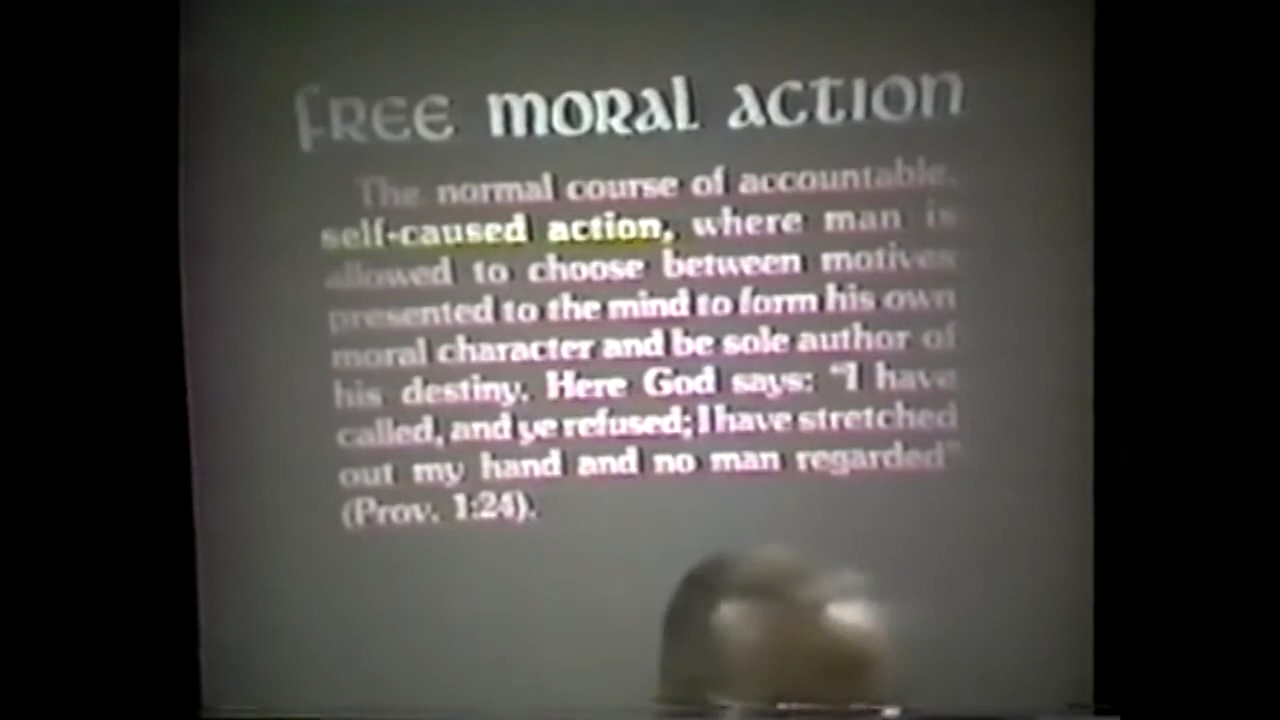 FREE MORAL ACTION
The normal course of accountable,
self-caused action, where man is
allowed to choose between motives
presented to the mind to form his own
moral character and be sole author of
his destiny. Here God says: "I have
called, and ye refused; I have stretched
out my hand and no man regarded"
(Prov. 1:24).